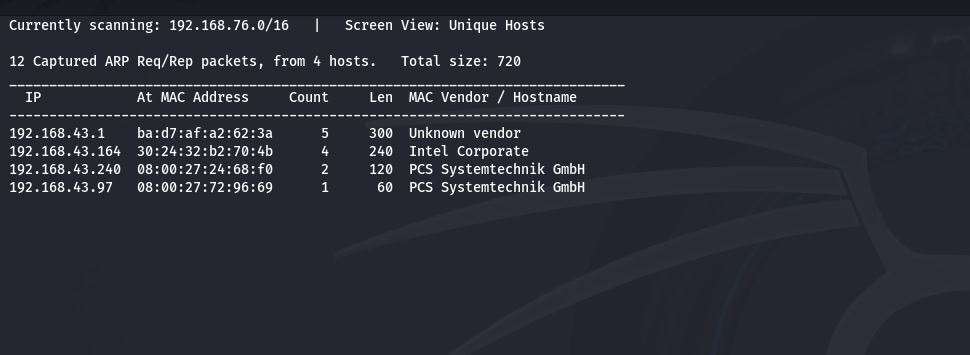 Currently scanning: 192.168.76.0/16   |   Screen View: Unique Hosts
12 Captured ARP Req/Rep packets, from 4 hosts.   Total size: 720
_____________________________________________________________________________
  IP            At MAC Address     Count     Len  MAC Vendor / Hostname
-----------------------------------------------------------------------------
192.168.43.1    ba:d7:af:a2:62:3a      5     300  Unknown vendor
192.168.43.164  30:24:32:b2:70:4b      4     240  Intel Corporate
192.168.43.240  08:00:27:24:68:f0      2     120  PCS Systemtechnik GmbH
192.168.43.97   08:00:27:72:96:69      1      60  PCS Systemtechnik GmbH